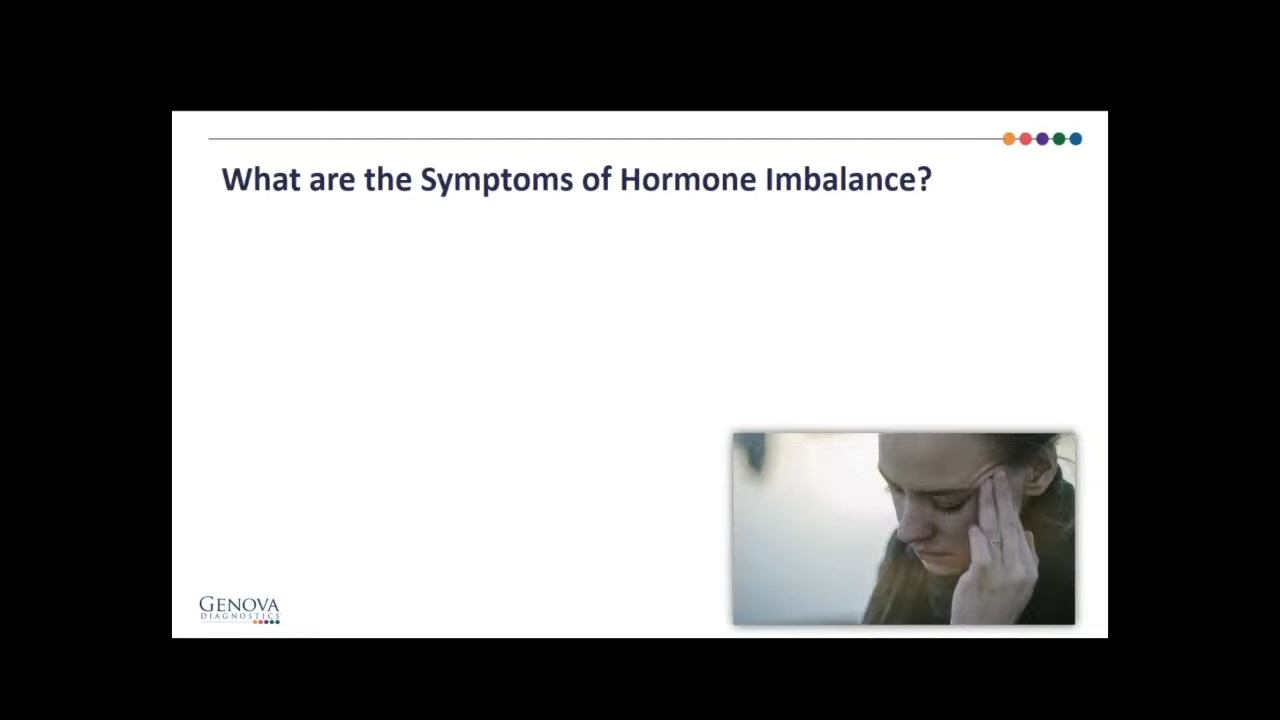 What are the Symptoms of Hormone Imbalance?
GENOVA
DIAGNOSTICS